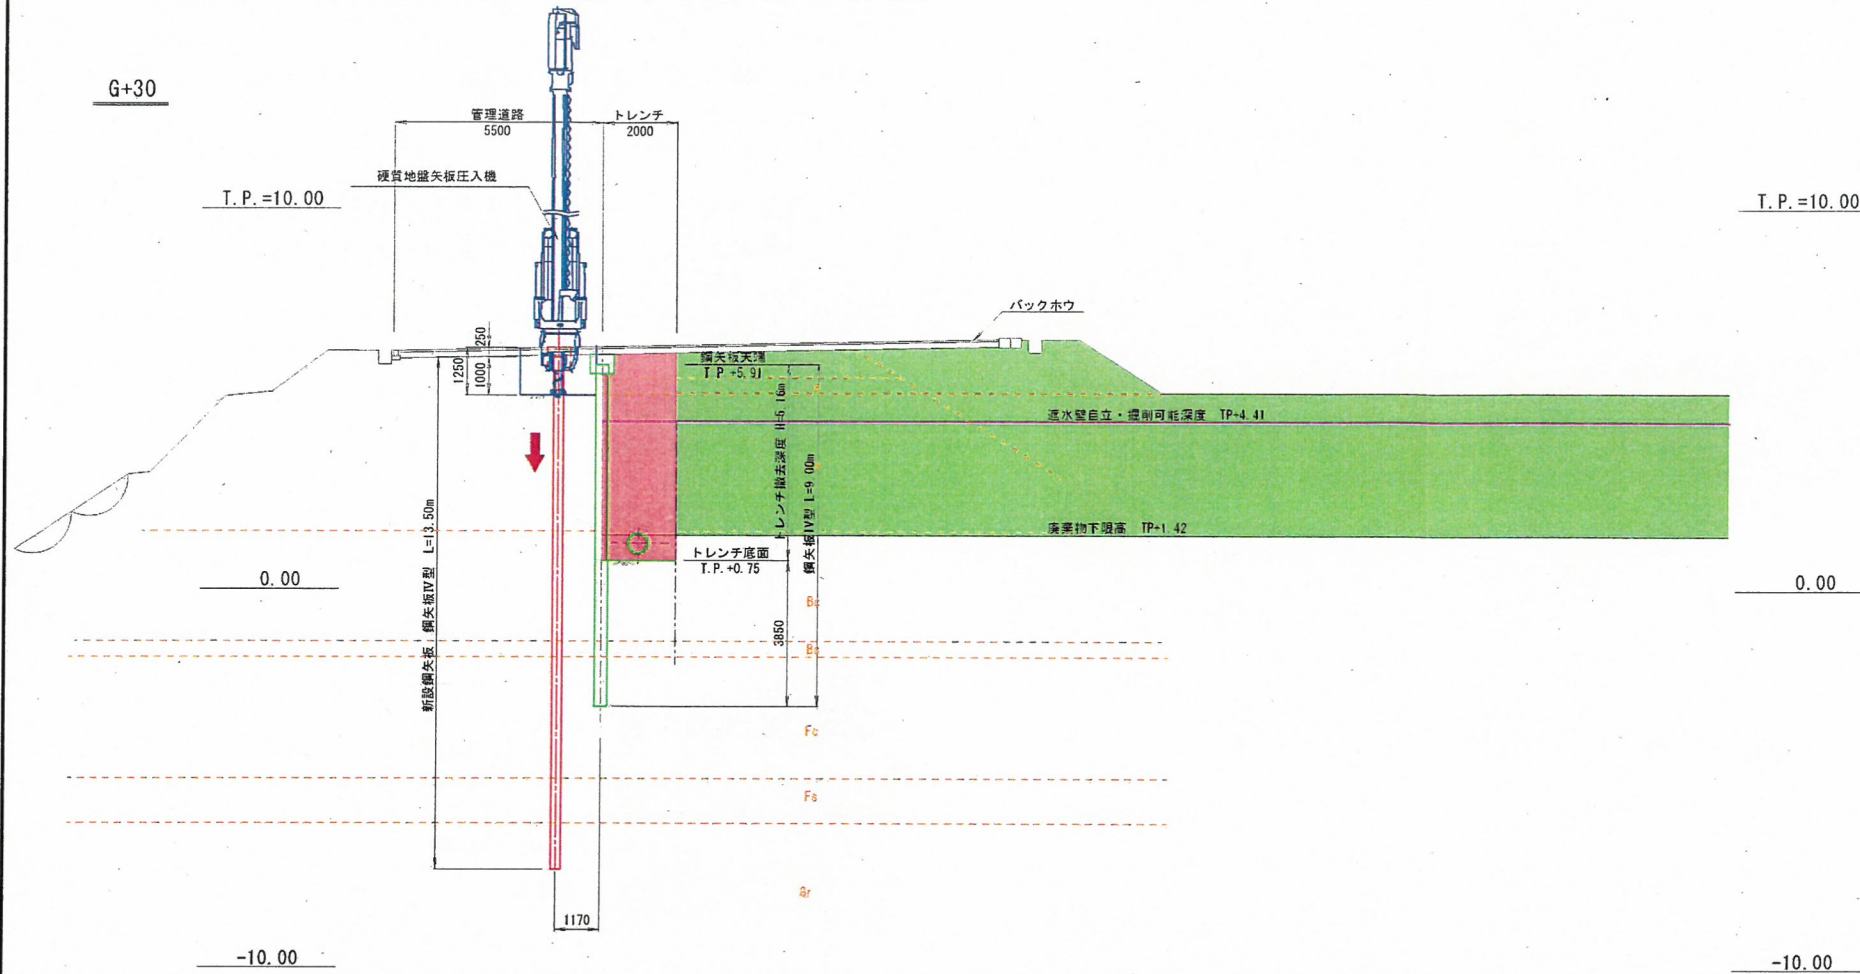 G+30
管理道路
5500
トレンチ
2000
硬質地盤矢板圧入機
T.P.=10.00
T.P.=10.00
バックホウ
250
1250
1000
鋼矢板天端
T.P.+5.91
遮水壁自立・掘削可能深度 TP+4.41
トレンチ撤去深度 H=5.16m
鋼矢板IV型 L=9.00m
新設鋼矢板 鋼矢板IV型 L=13.50m
廃棄物下限高 TP+1.42
トレンチ底面
T.P.+0.75
0.00
0.00
3850
Fc
Fs
Gr
1170
-10.00
-10.00